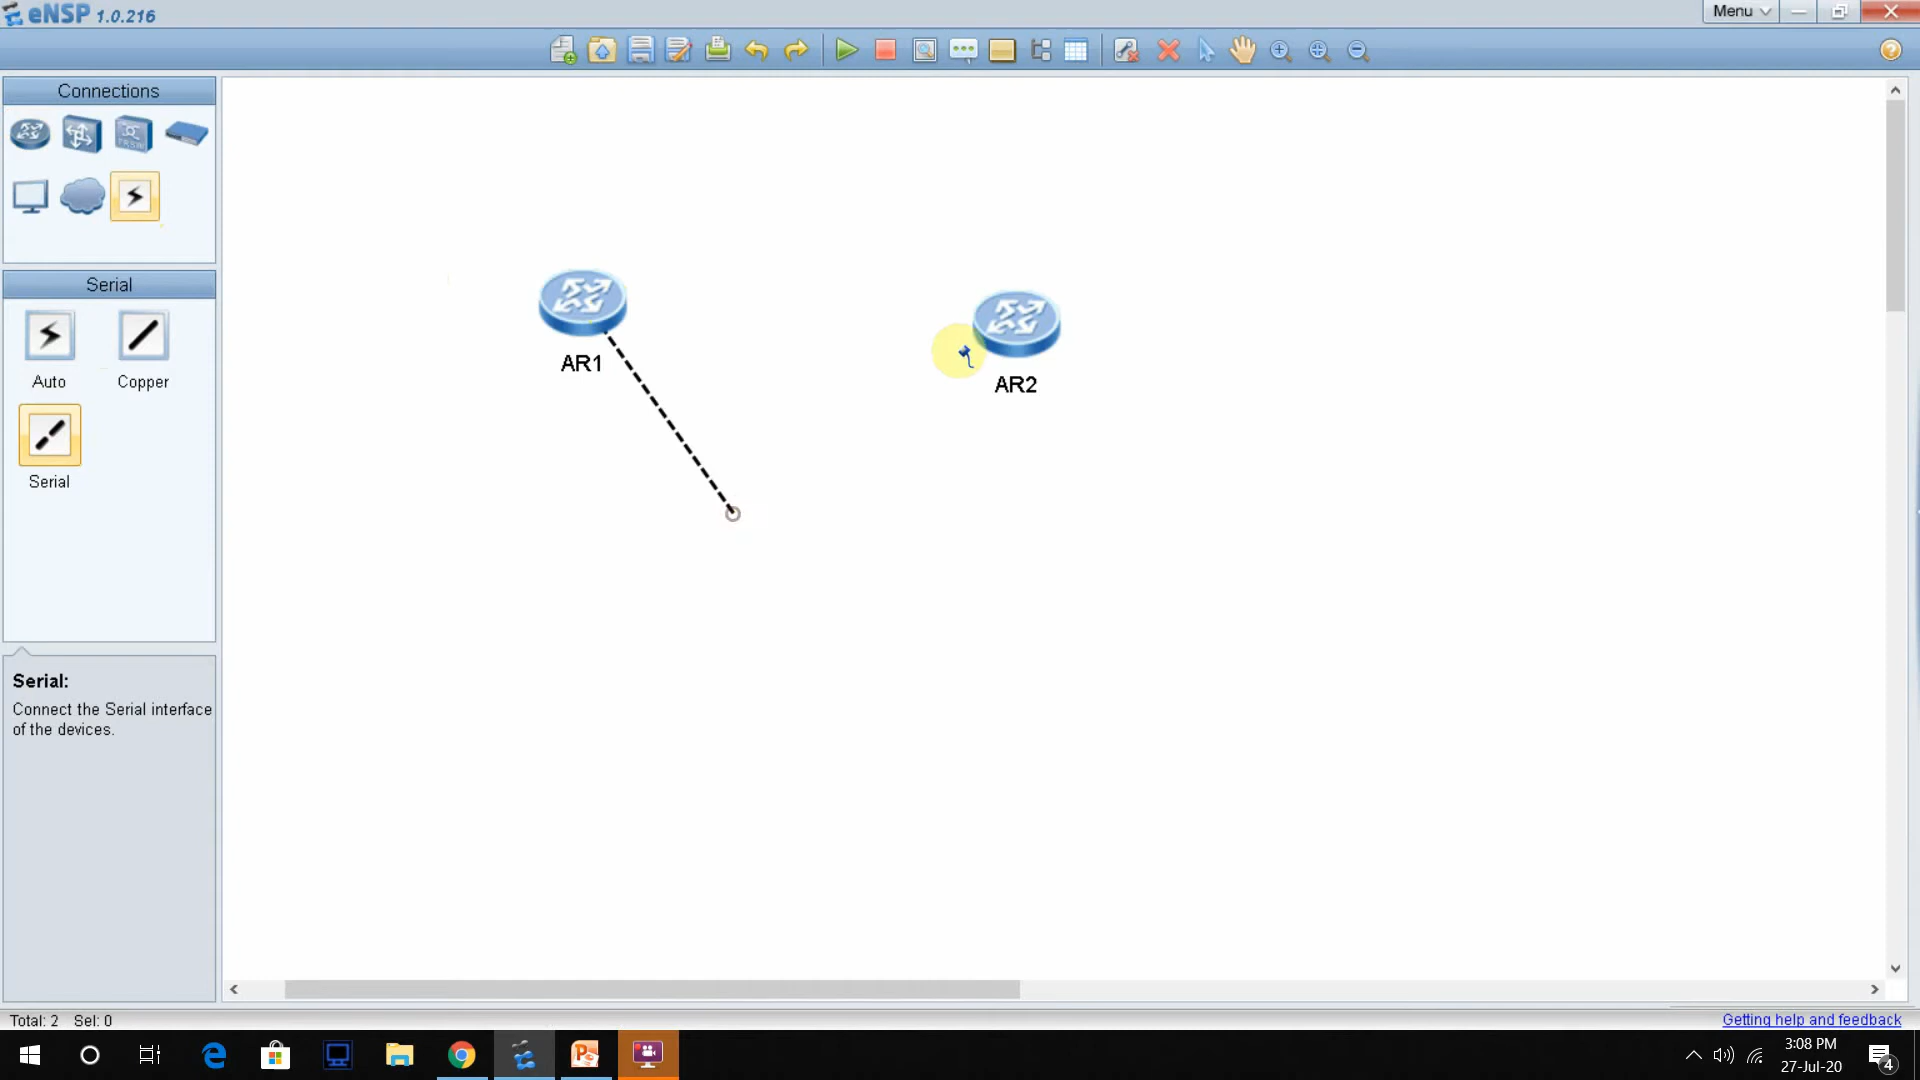 eNSP 1.0.216
Menu
Connections
Serial
Auto
Copper
Serial
Serial:
Connect the Serial interface
of the devices.
AR1
AR2
Total: 2 Sel: 0
Getting help and feedback
3:08 PM
27-Jul-20
4